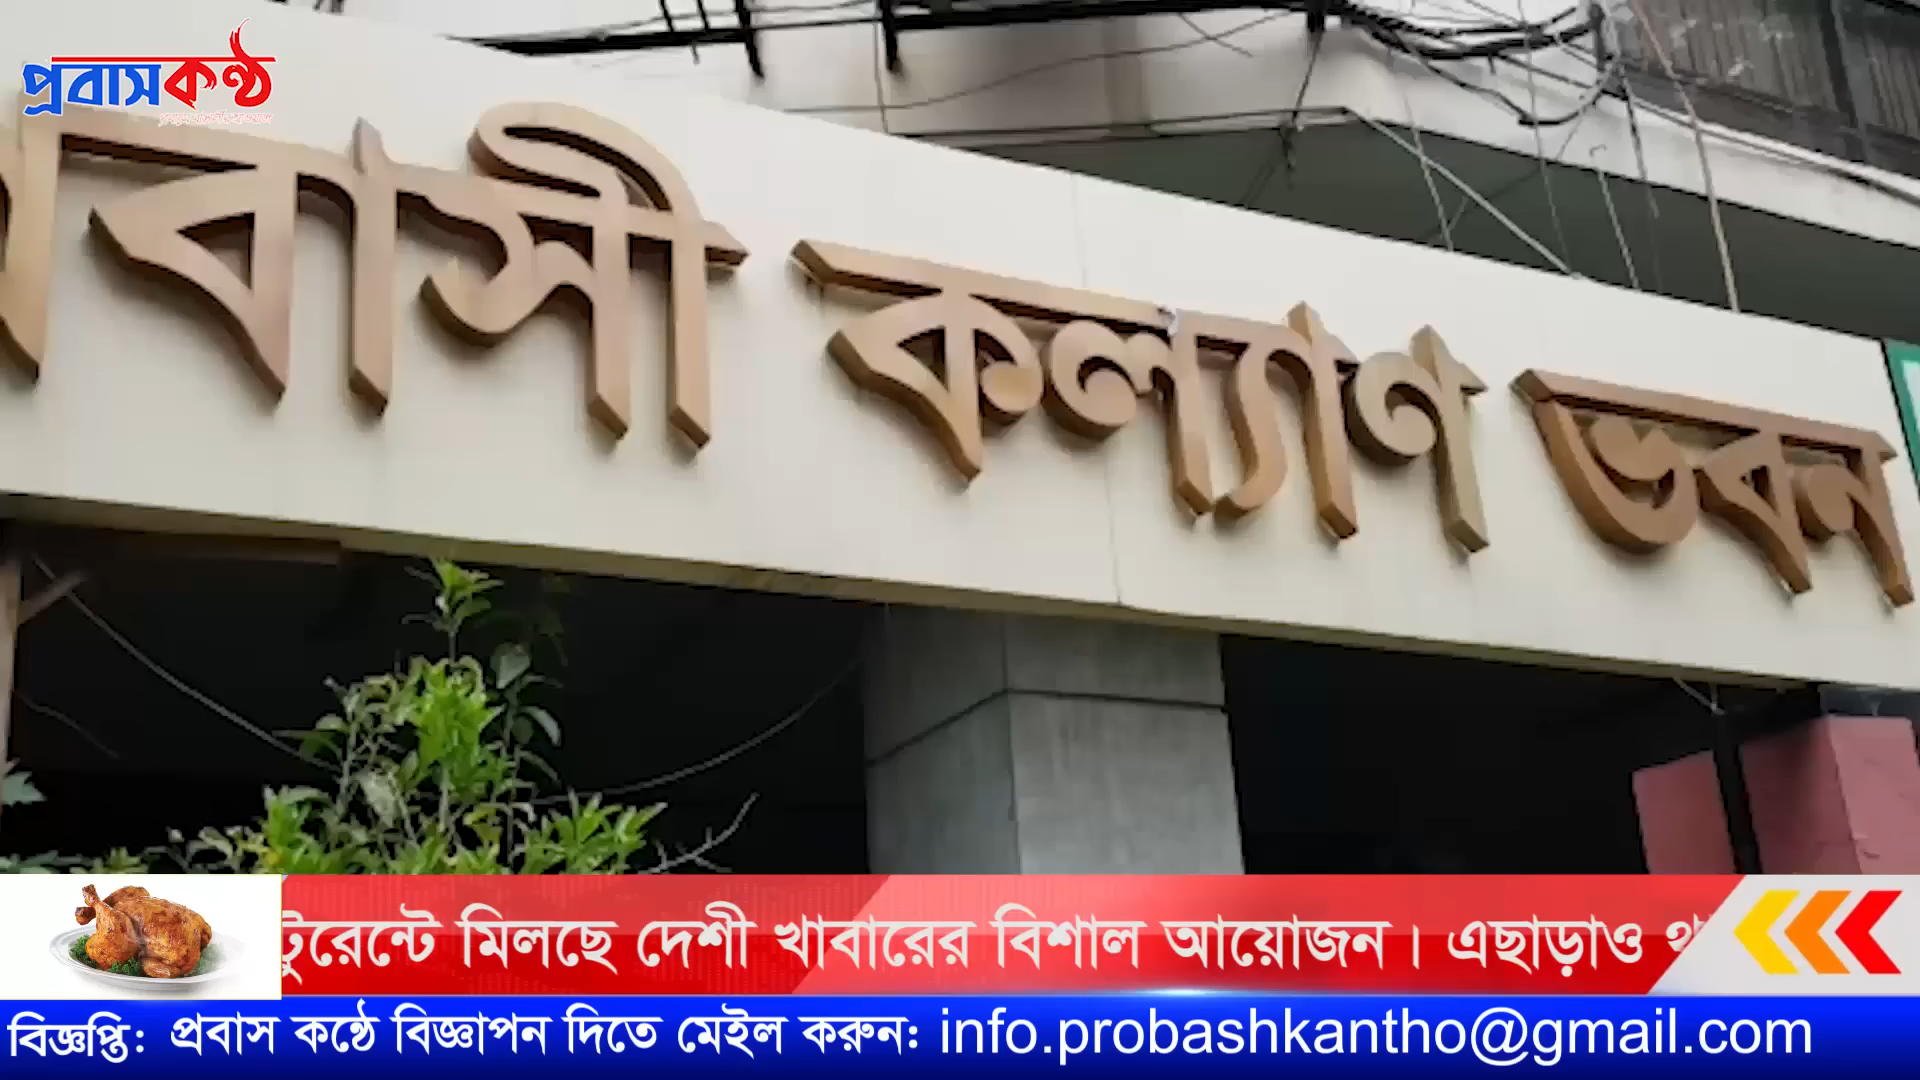 প্রবাসকণ্ঠ
বাসী কল্যাণ ভবন
টুরেন্টে মিলছে দেশী খাবারের বিশাল আয়োজন। এছাড়াও
বিজ্ঞপ্তি: প্রবাস কণ্ঠে বিজ্ঞাপন দিতে মেইল করুনঃ info.probashkantho@gmail.com